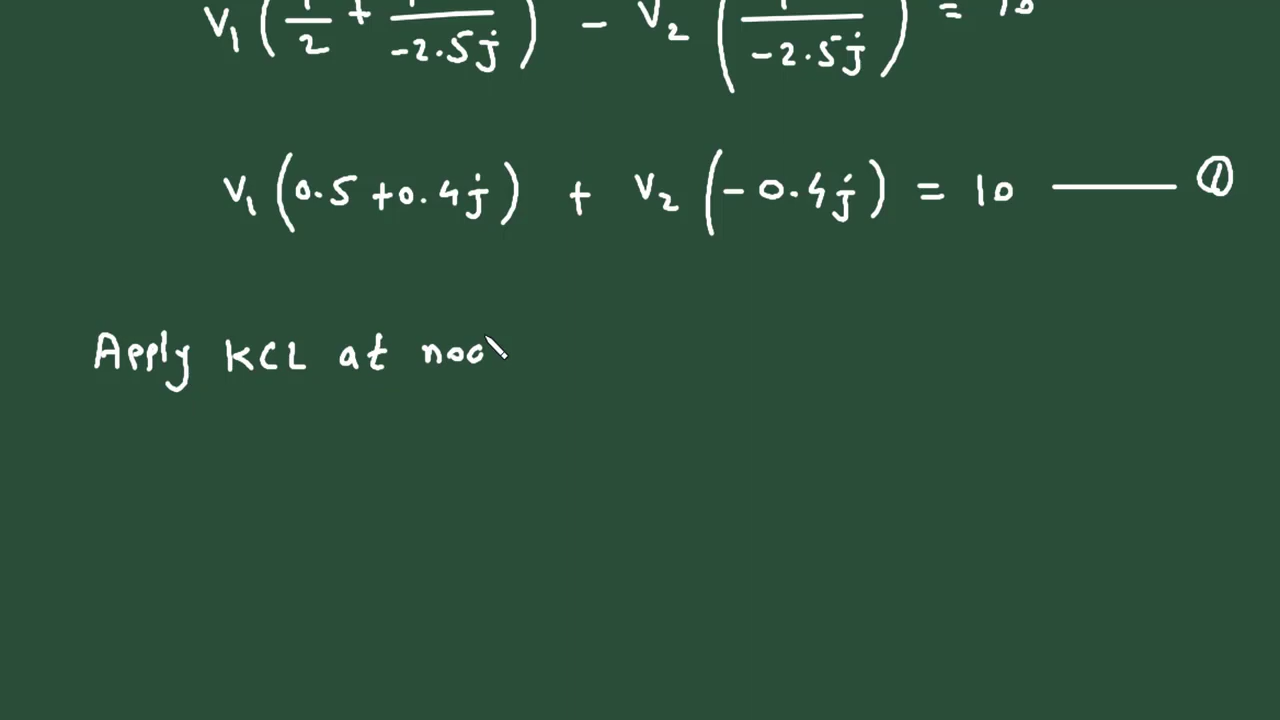 V₁ (1/2 + 1/-2.5j) - V₂ (1/-2.5j) = 10
V₁ (0.5 + 0.4j) + V₂ (-0.4j) = 10 —— ①
Apply KCL at noc